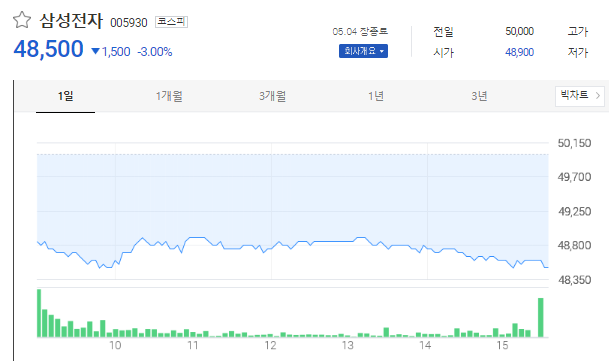 삼성전자 005930 코스피
48,500 ▼1,500 -3.00%
05.04 장종료
회사개요
전일 50,000 고가
시가 48,900 저가
1일 1개월 3개월 1년 3년 빅차트
50,150
49,700
49,250
48,800
48,350
10 11 12 13 14 15